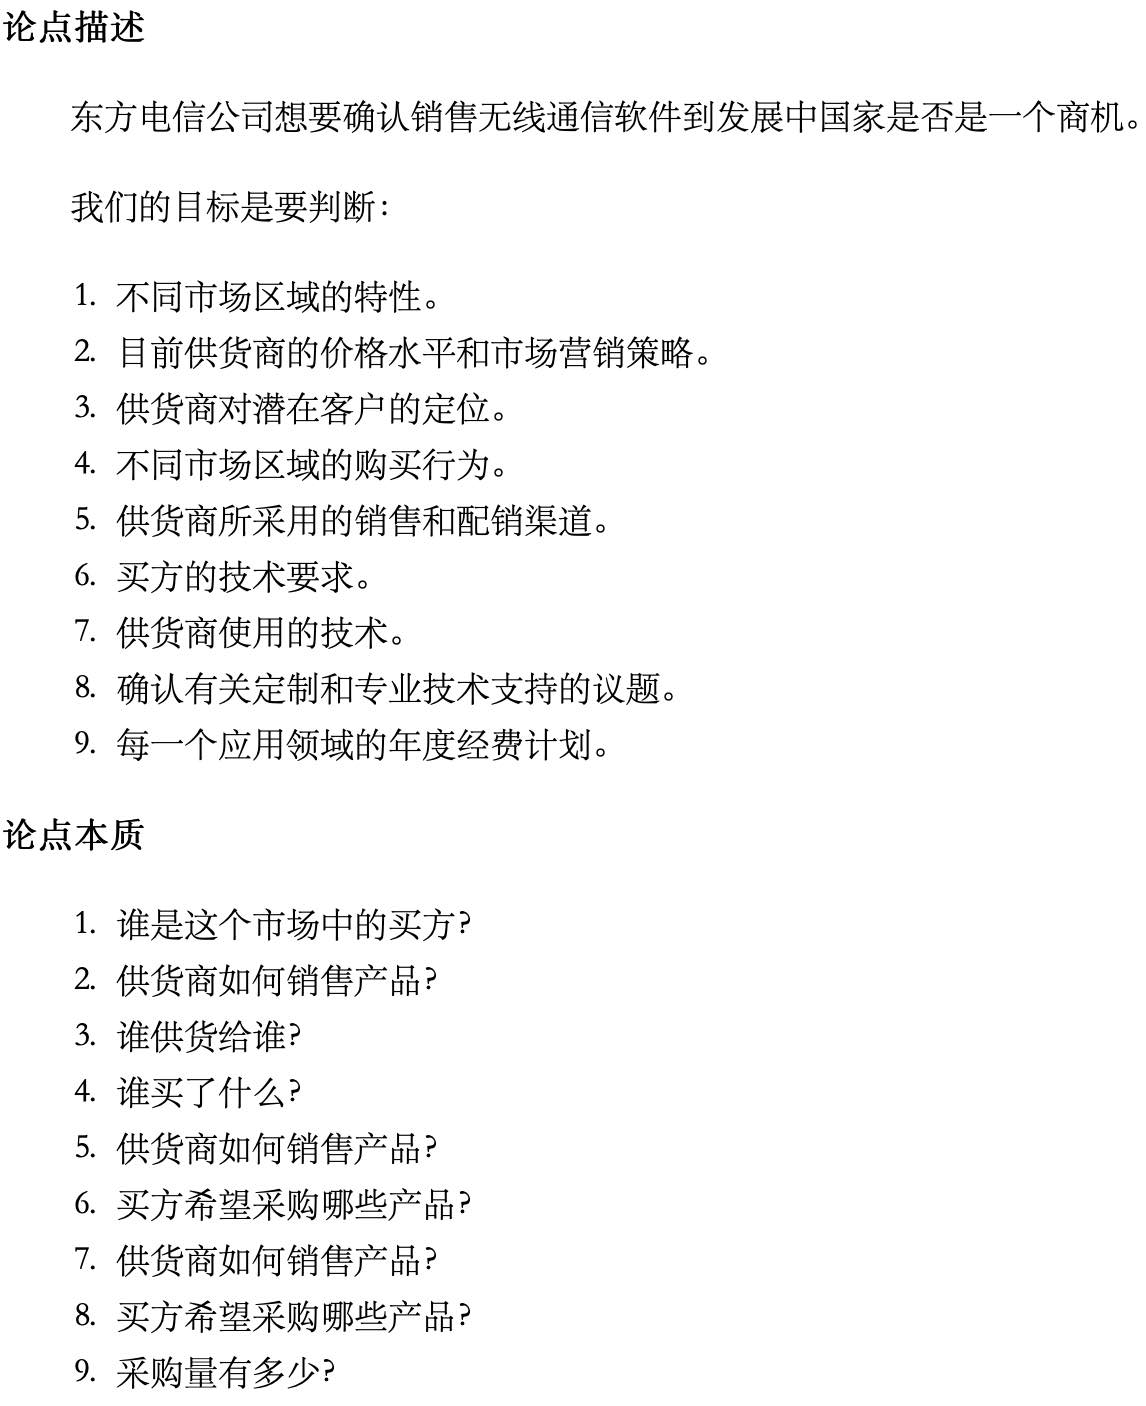 论点描述
东方电信公司想要确认销售无线通信软件到发展中国家是否是一个商机。
我们的目标是要判断：
1. 不同市场区域的特性。
2. 目前供货商的价格水平和市场营销策略。
3. 供货商对潜在客户的定位。
4. 不同市场区域的购买行为。
5. 供货商所采用的销售和配销渠道。
6. 买方的技术要求。
7. 供货商使用的技术。
8. 确认有关定制和专业技术支持的议题。
9. 每一个应用领域的年度经费计划。
论点本质
1. 谁是这个市场中的买方?
2. 供货商如何销售产品?
3. 谁供货给谁?
4. 谁买了什么?
5. 供货商如何销售产品?
6. 买方希望采购哪些产品?
7. 供货商如何销售产品?
8. 买方希望采购哪些产品?
9. 采购量有多少?